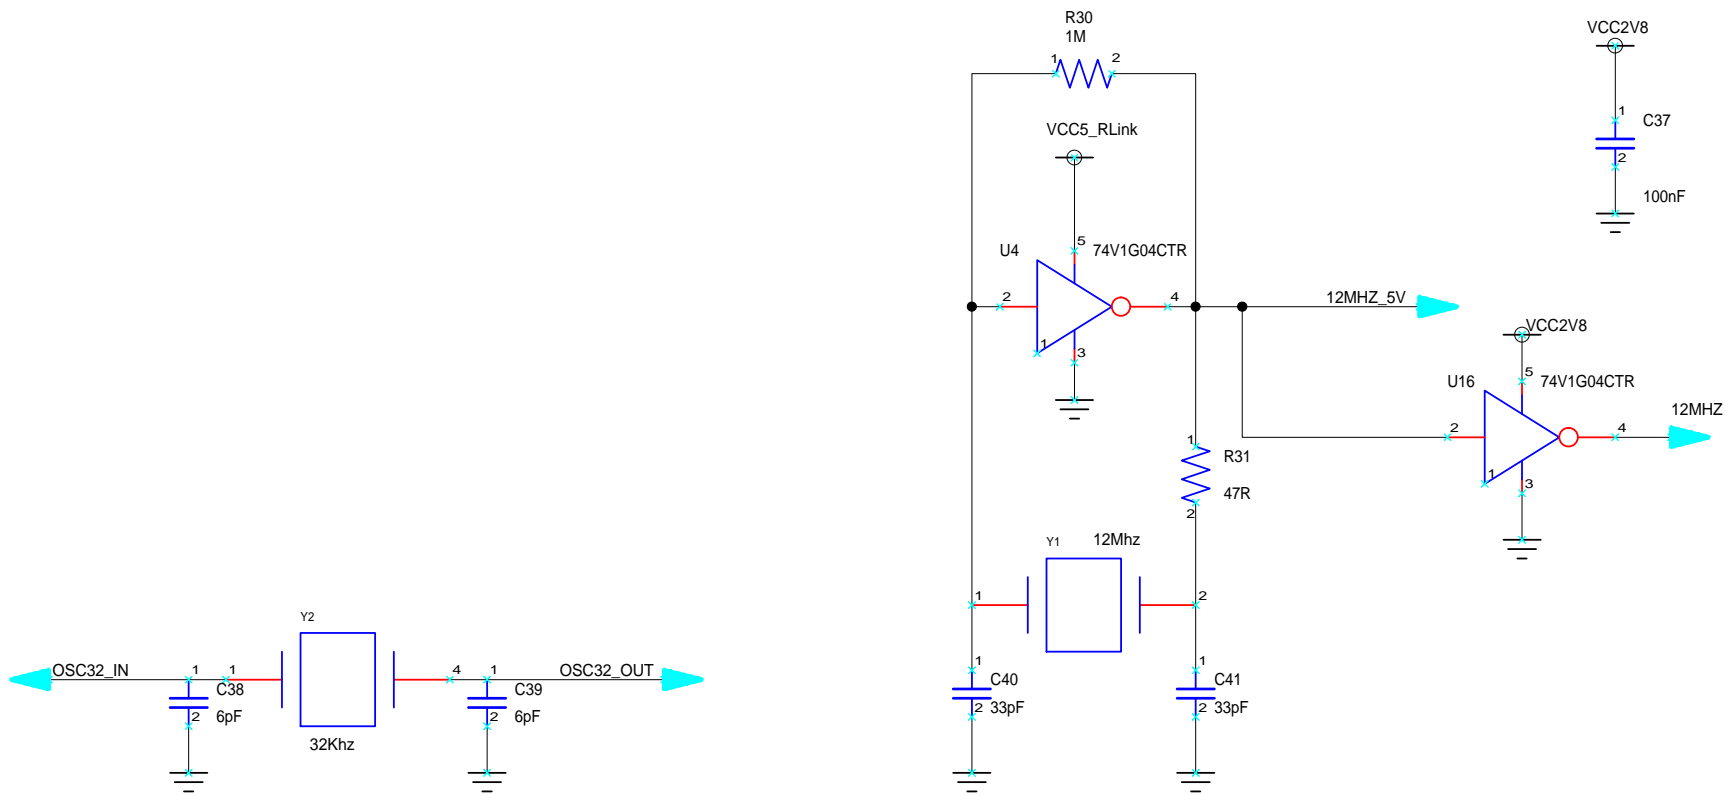 R30
1M
1
2
VCC2V8
1
C37
2
100nF
VCC5_RLink
5
U4
74V1G04CTR
2
4
12MHZ_5V
1
3
VCC2V8
5
U16
74V1G04CTR
2
4
12MHZ
1
3
1
R31
47R
2
Y1
12Mhz
1
2
1
C40
2
33pF
1
C41
2
33pF
Y2
OSC32_IN
1
1
C38
2
6pF
4
1
OSC32_OUT
C39
2
6pF
32Khz